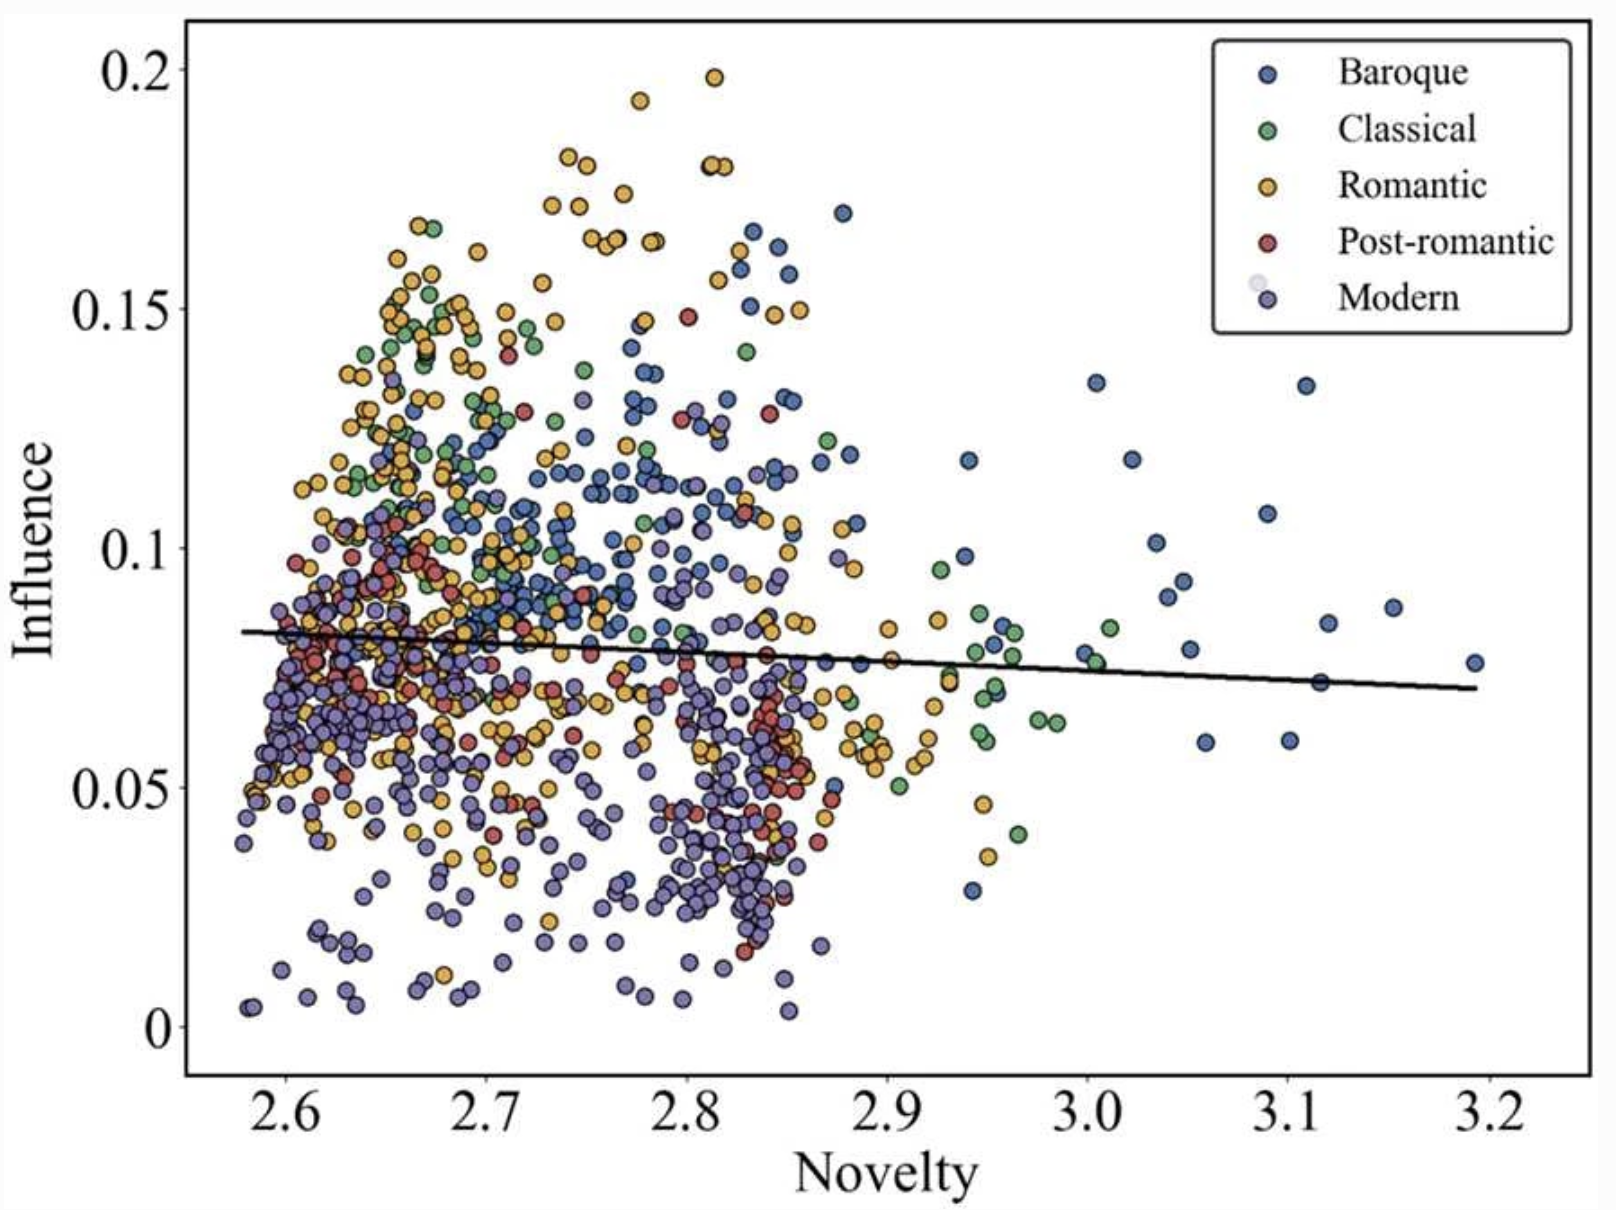 Influence
0.2
0.15
0.1
0.05
0
2.6 2.7 2.8 2.9 3.0 3.1 3.2
Novelty
Baroque
Classical
Romantic
Post-romantic
Modern